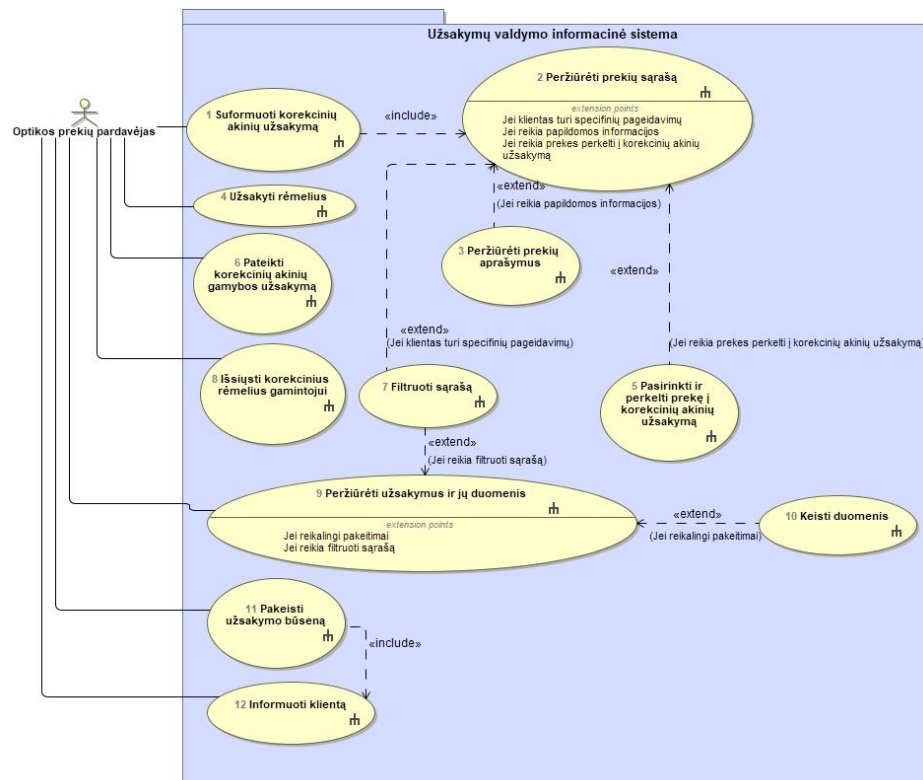 Užsakymų valdymo informacinė sistema
Optikos prekių pardavėjas
1 Suformuoti korekcinių
akinių užsakymą
«include»
2 Peržiūrėti prekių sąrašą
extension points
Jei klientas turi specifinių pageidavimų
Jei reikia papildomos informacijos
Jei reikia prekes perkelti į korekcinių akinių
užsakymą
4 Užsakyti rėmelius
«extend»
(Jei reikia papildomos informacijos)
3 Peržiūrėti prekių
aprašymus
6 Pateikti
korekcinių akinių
gamybos užsakymą
«extend»
(Jei klientas turi specifinių pageidavimų)
«extend»
(Jei reikia prekes perkelti į korekcinių akinių užsakymą)
8 Išsiųsti korekcinius
rėmelius gamintojui
7 Filtruoti sąrašą
5 Pasirinkti ir
perkelti prekę į
korekcinių akinių
užsakymą
«extend»
(Jei reikia filtruoti sąrašą)
9 Peržiūrėti užsakymus ir jų duomenis
extension points
Jei reikalingi pakeitimai
Jei reikia filtruoti sąrašą
«extend»
(Jei reikalingi pakeitimai)
10 Keisti duomenis
11 Pakeisti
užsakymo būseną
«include»
12 Informuoti klientą